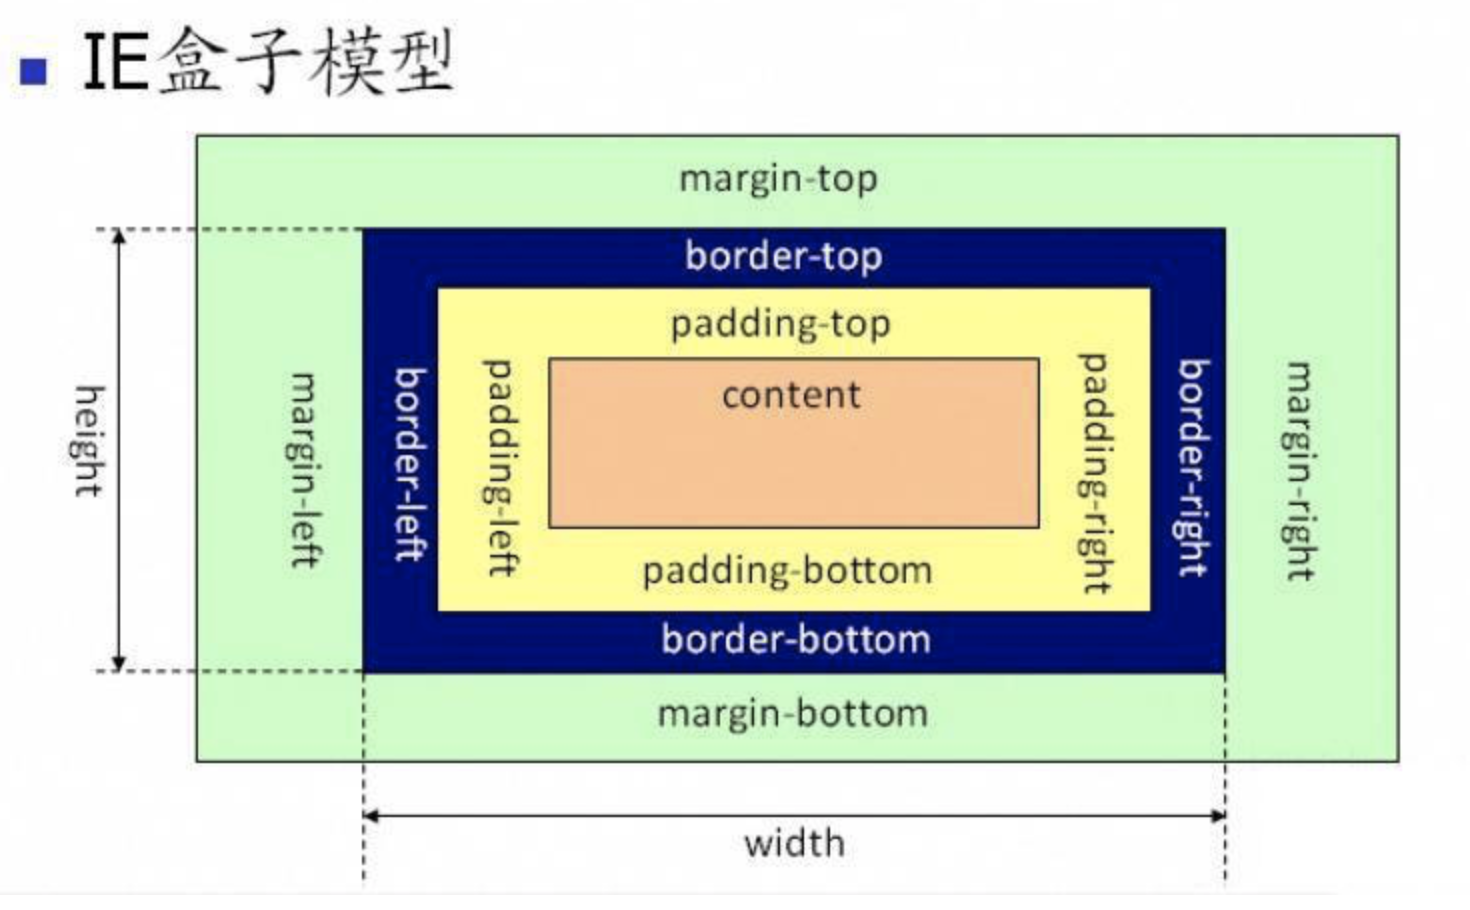 IE盒子模型
margin-top
border-top
padding-top
height
margin-left
border-left
padding-left
content
padding-right
border-right
margin-right
padding-bottom
border-bottom
margin-bottom
width